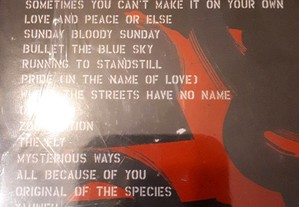 SOMETIMES YOU CAN'T MAKE IT ON YOUR OWN
LOVE AND PEACE OR ELSE
SUNDAY BLOODY SUNDAY
BULLET THE BLUE SKY
RUNNING TO STANDSTILL
PRIDE (IN THE NAME OF LOVE)
THE STREETS HAVE NO NAME
THE FLY
MYSTERIOUS WAYS
ALL BECAUSE OF YOU
ORIGINAL OF THE SPECIES